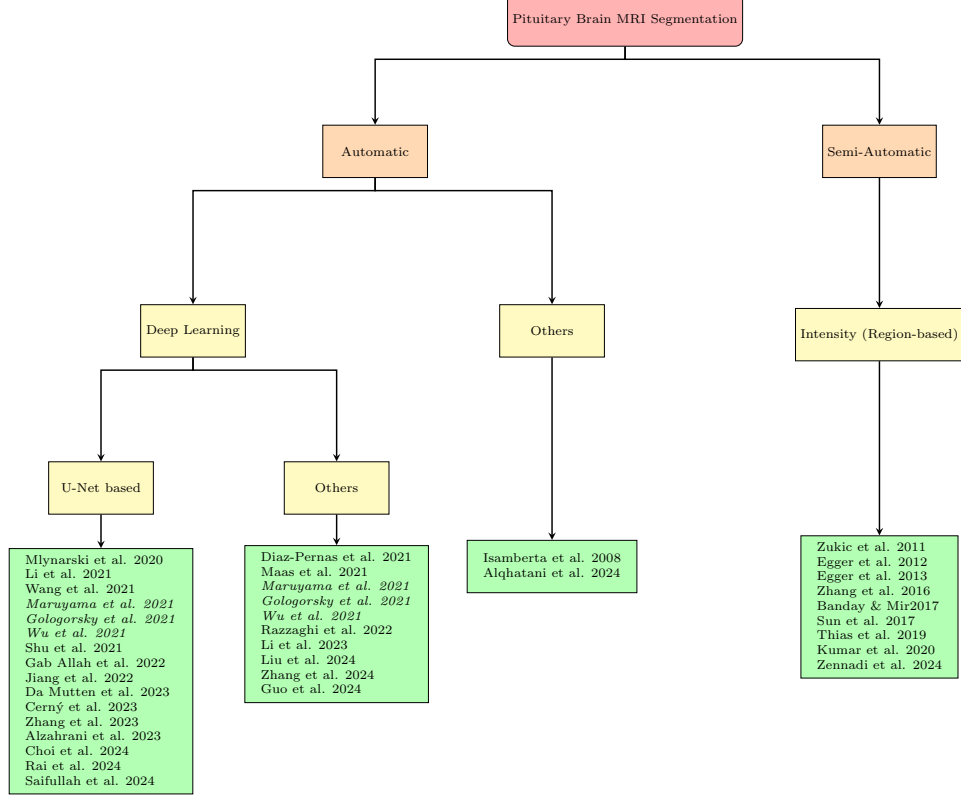 Pituitary Brain MRI Segmentation
Automatic
Semi-Automatic
Deep Learning
Others
Intensity (Region-based)
U-Net based
Others
Mlynarski et al. 2020
Li et al. 2021
Wang et al. 2021
Maruyama et al. 2021
Gologorsky et al. 2021
Wu et al. 2021
Shu et al. 2021
Gab Allah et al. 2022
Jiang et al. 2022
Da Mutten et al. 2023
Cerný et al. 2023
Zhang et al. 2023
Alzahrani et al. 2023
Choi et al. 2024
Rai et al. 2024
Saifullah et al. 2024
Diaz-Pernas et al. 2021
Maas et al. 2021
Maruyama et al. 2021
Gologorsky et al. 2021
Wu et al. 2021
Razzaghi et al. 2022
Li et al. 2023
Liu et al. 2024
Zhang et al. 2024
Guo et al. 2024
Isamberta et al. 2008
Alqhatani et al. 2024
Zukic et al. 2011
Egger et al. 2012
Egger et al. 2013
Zhang et al. 2016
Banday & Mir2017
Sun et al. 2017
Thias et al. 2019
Kumar et al. 2020
Zennadi et al. 2024